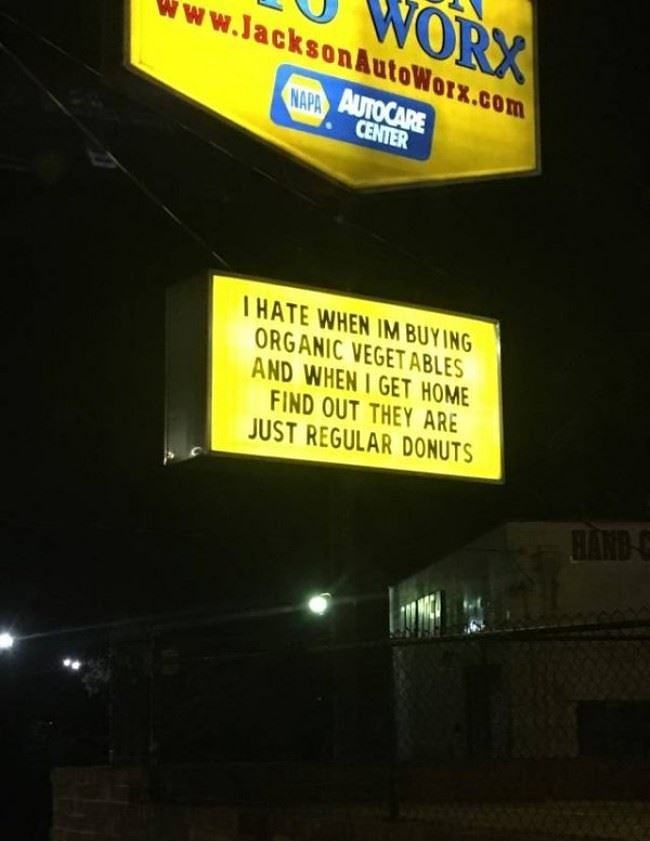 WORX
www.JacksonAutoWorx.com
NAPA AUTOCARE
CENTER
I HATE WHEN IM BUYING
ORGANIC VEGETABLES
AND WHEN I GET HOME
FIND OUT THEY ARE
JUST REGULAR DONUTS
HAND